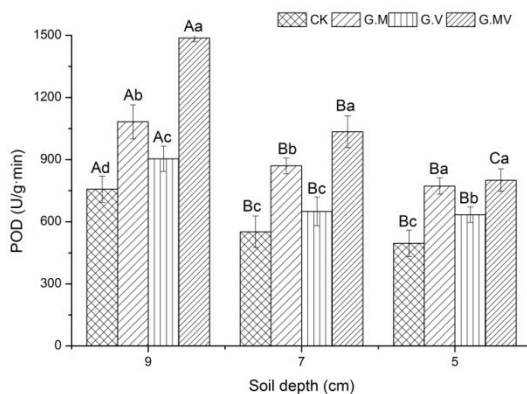 CK G.M G.V G.MV
1500
1200
900
600
300
0
POD (U/g·min)
Ad Ab Ac Aa
Bc Bb Bc Ba
Bc Ba Bb Ca
9 7 5
Soil depth (cm)